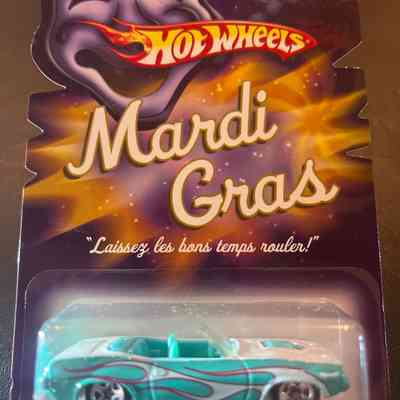 HOT WHEELS
Mardi
Gras
"Laissez les bons temps rouler!"